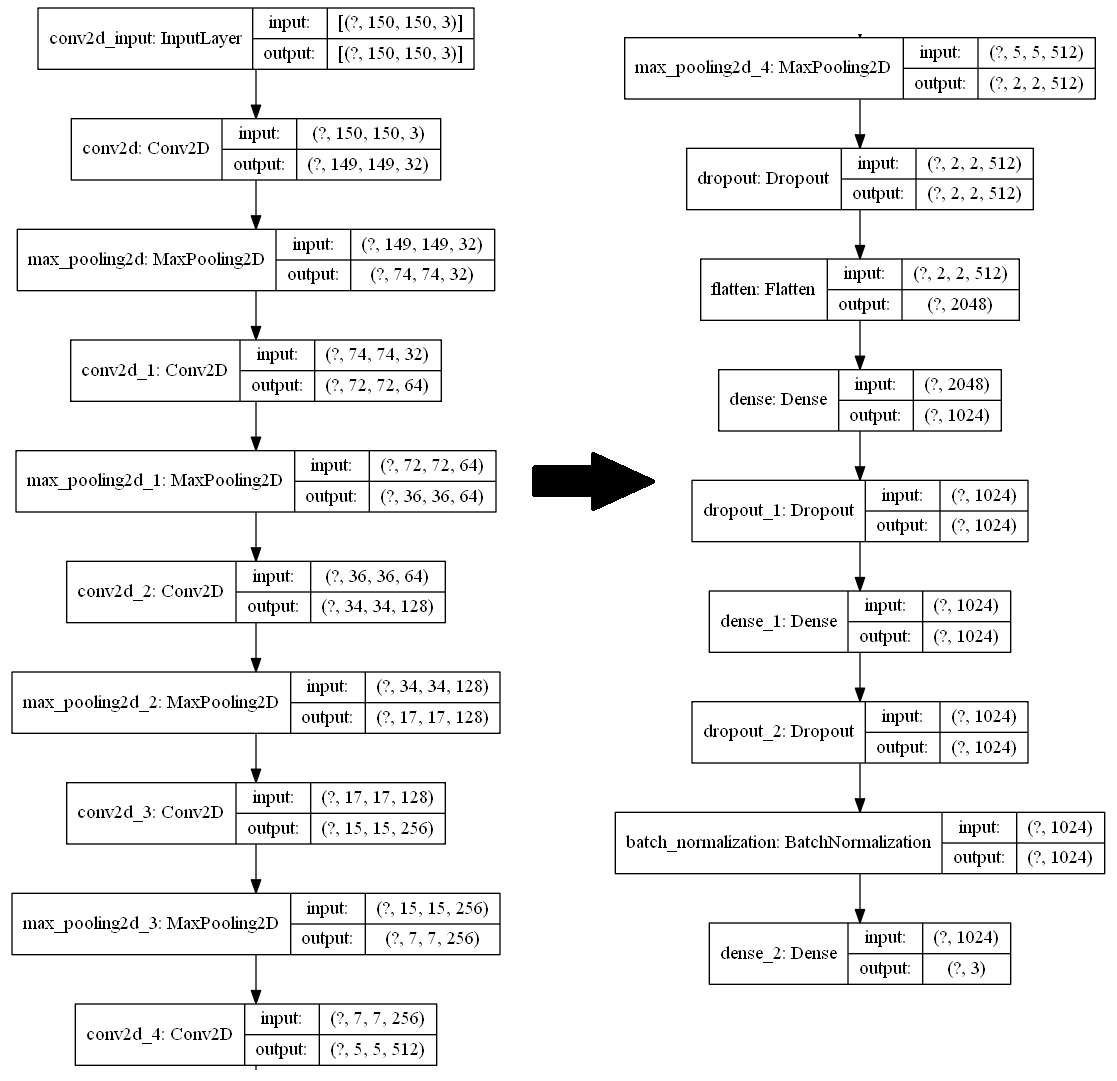 conv2d_input: InputLayer
input: [(?, 150, 150, 3)]
output: [(?, 150, 150, 3)]
conv2d: Conv2D
input: (?, 150, 150, 3)
output: (?, 149, 149, 32)
max_pooling2d: MaxPooling2D
input: (?, 149, 149, 32)
output: (?, 74, 74, 32)
conv2d_1: Conv2D
input: (?, 74, 74, 32)
output: (?, 72, 72, 64)
max_pooling2d_1: MaxPooling2D
input: (?, 72, 72, 64)
output: (?, 36, 36, 64)
conv2d_2: Conv2D
input: (?, 36, 36, 64)
output: (?, 34, 34, 128)
max_pooling2d_2: MaxPooling2D
input: (?, 34, 34, 128)
output: (?, 17, 17, 128)
conv2d_3: Conv2D
input: (?, 17, 17, 128)
output: (?, 15, 15, 256)
max_pooling2d_3: MaxPooling2D
input: (?, 15, 15, 256)
output: (?, 7, 7, 256)
conv2d_4: Conv2D
input: (?, 7, 7, 256)
output: (?, 5, 5, 512)
max_pooling2d_4: MaxPooling2D
input: (?, 5, 5, 512)
output: (?, 2, 2, 512)
dropout: Dropout
input: (?, 2, 2, 512)
output: (?, 2, 2, 512)
flatten: Flatten
input: (?, 2, 2, 512)
output: (?, 2048)
dense: Dense
input: (?, 2048)
output: (?, 1024)
dropout_1: Dropout
input: (?, 1024)
output: (?, 1024)
dense_1: Dense
input: (?, 1024)
output: (?, 1024)
dropout_2: Dropout
input: (?, 1024)
output: (?, 1024)
batch_normalization: BatchNormalization
input: (?, 1024)
output: (?, 1024)
dense_2: Dense
input: (?, 1024)
output: (?, 3)